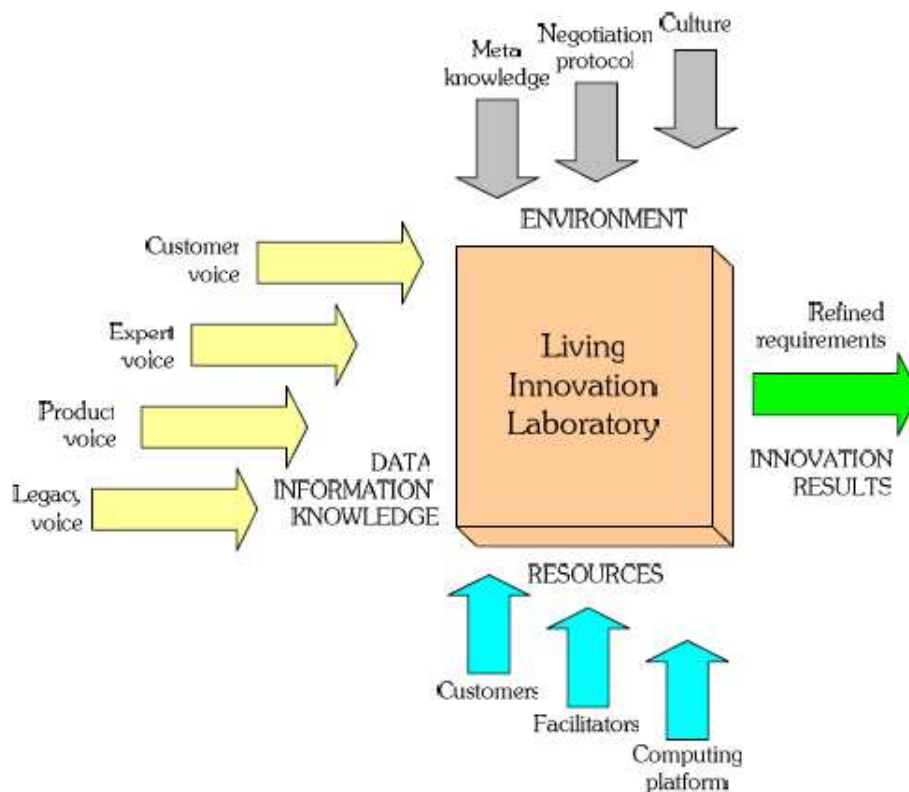 Meta
knowledge
Negotiation
protocol
Culture
ENVIRONMENT
Customer
voice
Expert
voice
Product
voice
Legacy
voice
DATA
INFORMATION
KNOWLEDGE
Living
Innovation
Laboratory
Refined
requirements
INNOVATION
RESULTS
RESOURCES
Customers
Facilitators
Computing
platform